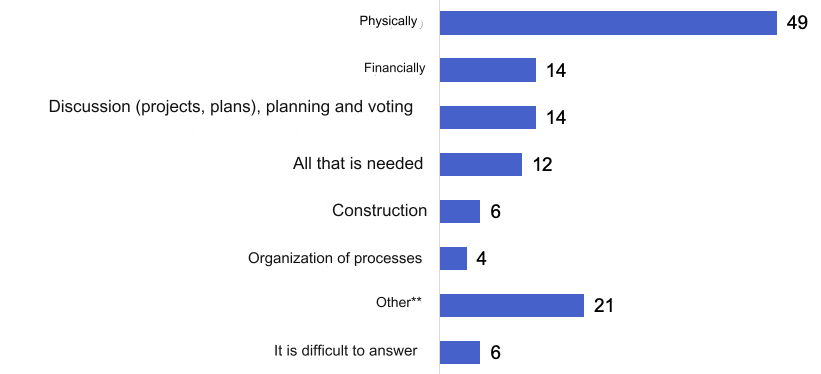 Physically 49
Financially 14
Discussion (projects, plans), planning and voting 14
All that is needed 12
Construction 6
Organization of processes 4
Other** 21
It is difficult to answer 6